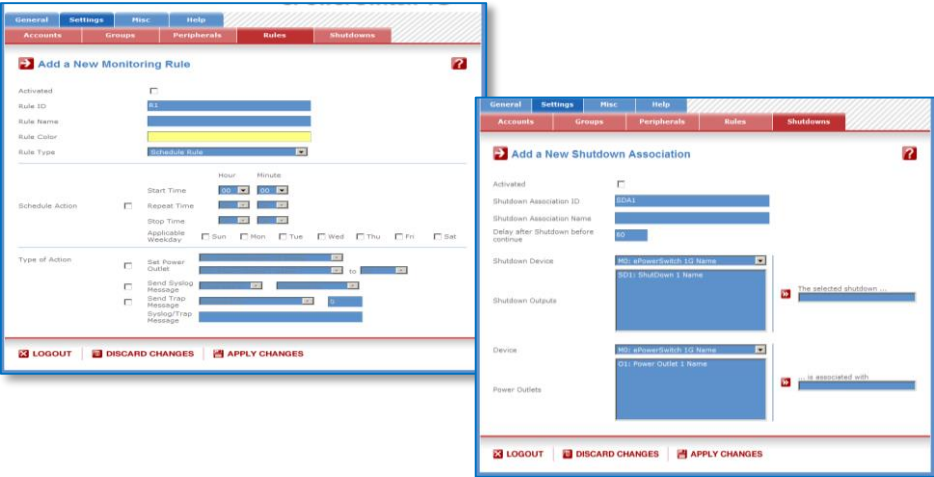 General Settings Misc Help
Accounts Groups Peripherals Rules Shutdowns
Add a New Monitoring Rule
Activated
Rule ID R1
Rule Name
Rule Color
Rule Type Schedule Rule
Hour Minute
Start Time 00 00
Schedule Action Repeat Time
Stop Time
Applicable
Weekday Sun Mon Tue Wed Thu Fri Sat
Type of Action Set Power
Outlet to
Send Syslog
Message
Send Trap
Message
Syslog/Trap
Message
LOGOUT DISCARD CHANGES APPLY CHANGES
General Settings Misc Help
Accounts Groups Peripherals Rules Shutdowns
Add a New Shutdown Association
Activated
Shutdown Association ID SDA1
Shutdown Association Name
Delay after Shutdown before
continue 60
Shutdown Device M0: ePowerSwitch 1G Name
SD1: ShutDown 1 Name
The selected shutdown ...
Shutdown Outputs
Device M0: ePowerSwitch 1G Name
O1: Power Outlet 1 Name
... is associated with
Power Outlets
LOGOUT DISCARD CHANGES APPLY CHANGES